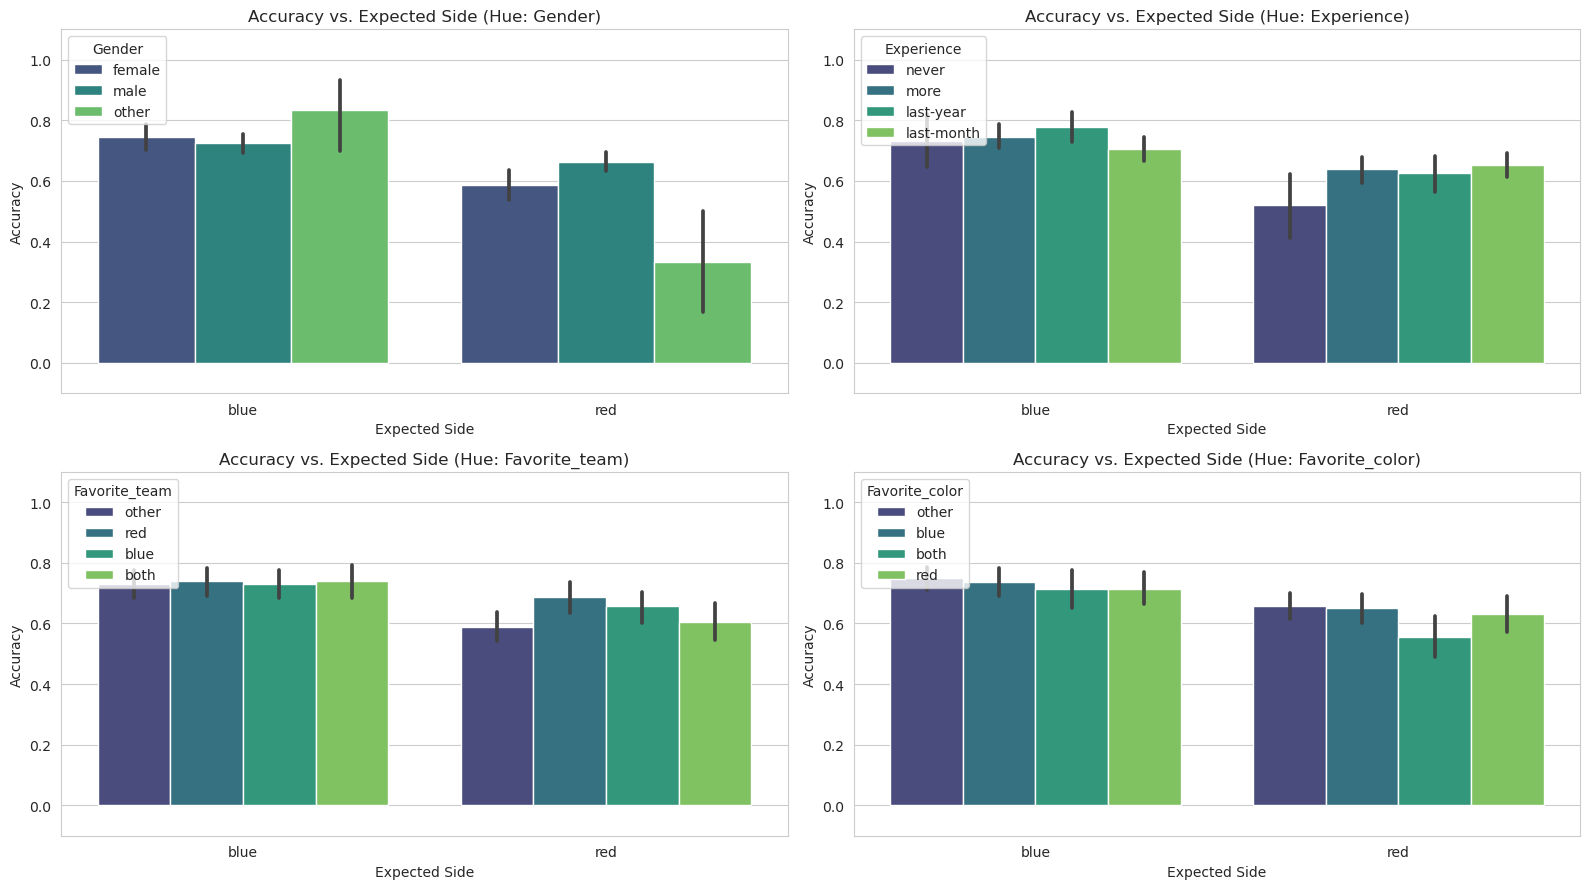 Accuracy vs. Expected Side (Hue: Gender)
Gender
female
male
other
1.0
0.8
0.6
0.4
0.2
0.0
Accuracy
blue
red
Expected Side
Accuracy vs. Expected Side (Hue: Experience)
Experience
never
more
last-year
last-month
1.0
0.8
0.6
0.4
0.2
0.0
Accuracy
blue
red
Expected Side
Accuracy vs. Expected Side (Hue: Favorite_team)
Favorite_team
other
red
blue
both
1.0
0.8
0.6
0.4
0.2
0.0
Accuracy
blue
red
Expected Side
Accuracy vs. Expected Side (Hue: Favorite_color)
Favorite_color
other
blue
both
red
1.0
0.8
0.6
0.4
0.2
0.0
Accuracy
blue
red
Expected Side